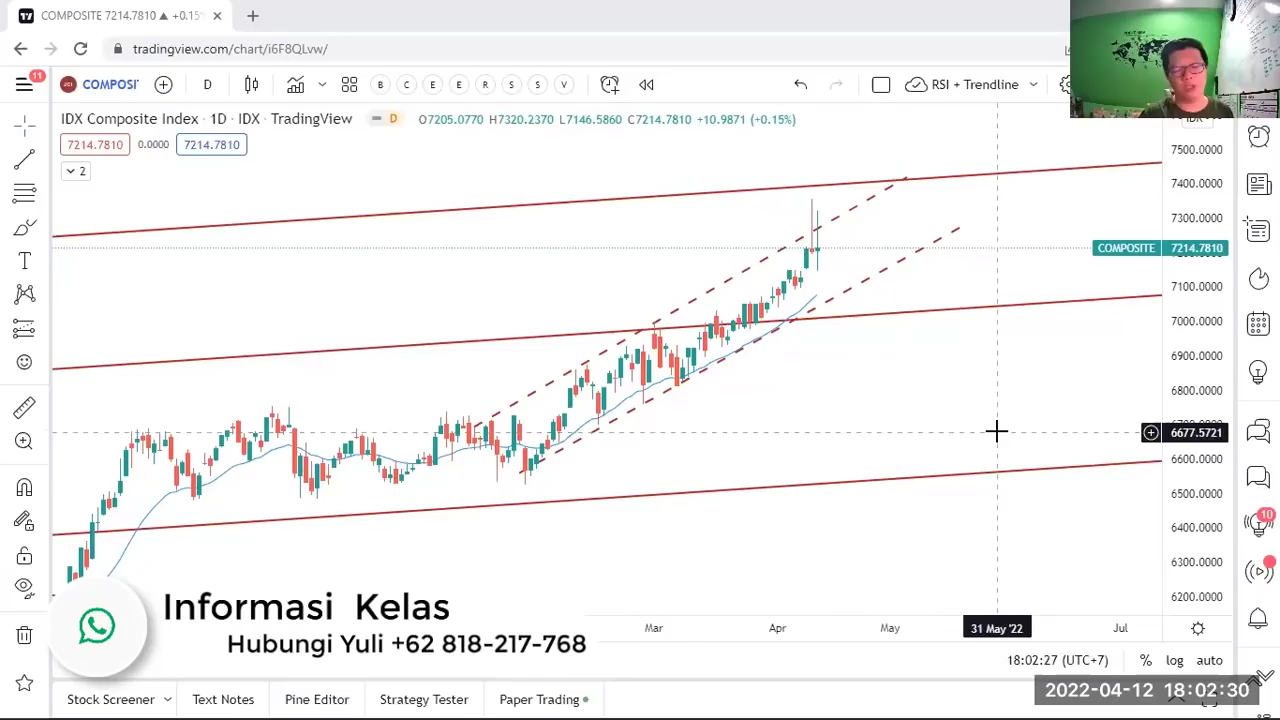 COMPOSITE 7214.7810 ▲ +0.15%
tradingview.com/chart/i6F8QLvw/
11
COMPOSI
D
B C E E R S S V
RSI + Trendline
IDX Composite Index · 1D · IDX · TradingView
D
O7205.0770 H7320.2370 L7146.5860 C7214.7810 +10.9871 (+0.15%)
7214.7810
0.0000
7214.7810
2
7500.0000
7400.0000
7300.0000
COMPOSITE 7214.7810
7100.0000
7000.0000
6900.0000
6800.0000
6677.5721
6600.0000
6500.0000
6400.0000
6300.0000
6200.0000
10
Informasi Kelas
Hubungi Yuli +62 818-217-768
Mar
Apr
May
31 May '22
Jul
18:02:27 (UTC+7)
%
log
auto
Stock Screener
Text Notes
Pine Editor
Strategy Tester
Paper Trading
2022-04-12 18:02:30